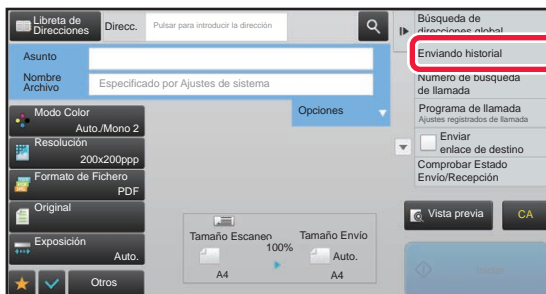 Libreta de
Direcciones
Direcc.
Pulsar para introducir la dirección
Asunto
Nombre
Archivo
Especificado por Ajustes de sistema
Opciones
Modo Color
Auto./Mono 2
Resolución
200x200ppp
Formato de Fichero
PDF
Original
Exposición
Auto.
Otros
Tamaño Escaneo
100%
Tamaño Envío
A4
Auto.
A4
Búsqueda de
direcciones global
Enviando historial
Número de búsqueda
de llamada
Programa de llamada
Ajustes registrados de llamada
Enviar
enlace de destino
Comprobar Estado
Envío/Recepción
Vista previa
CA